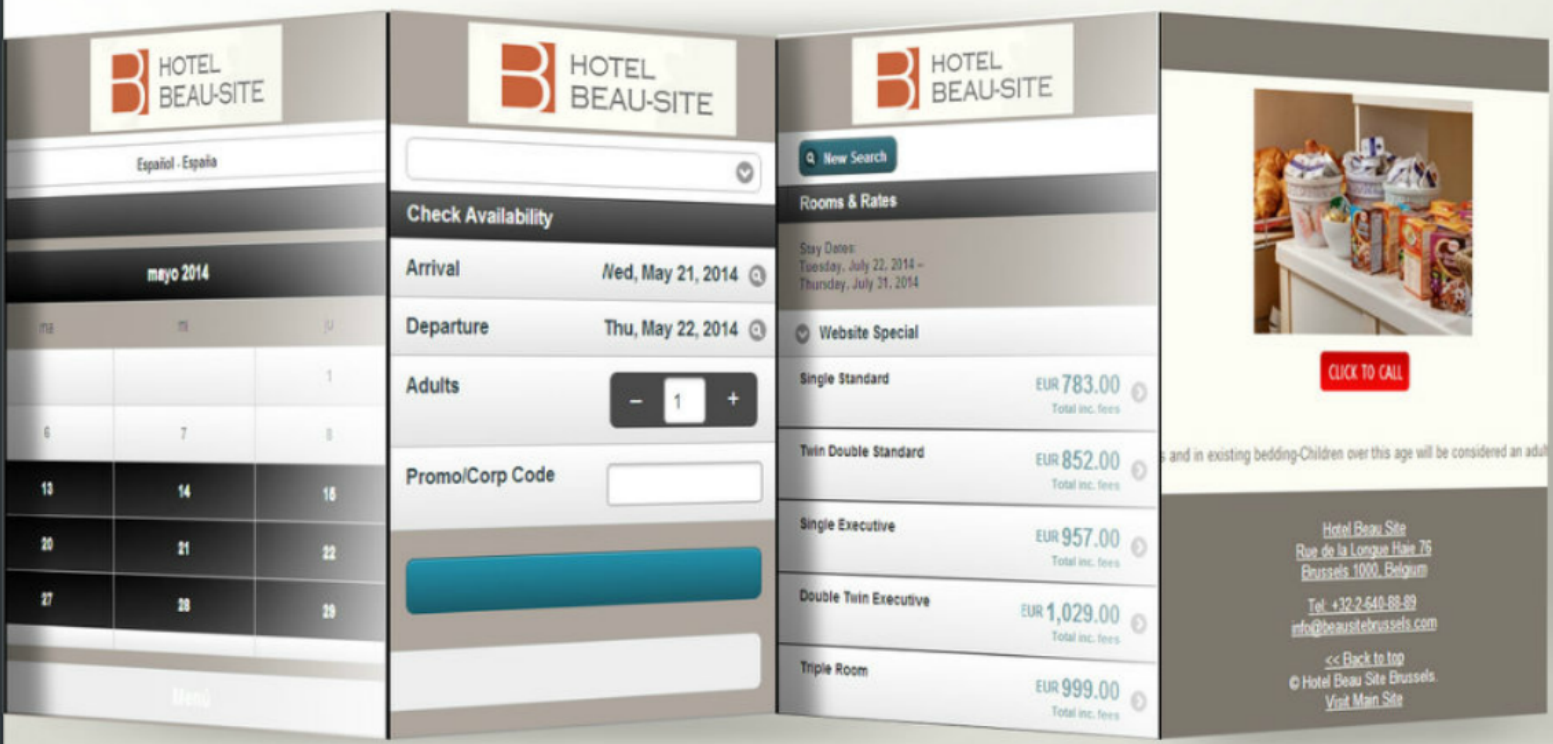 HOTEL
BEAU-SITE
Español - España
mayo 2014
ma mi ju
1
6 7 8
13 14 15
20 21 22
27 28 29
Menú
HOTEL
BEAU-SITE
Check Availability
Arrival Wed, May 21, 2014
Departure Thu, May 22, 2014
Adults − 1 +
Promo/Corp Code
HOTEL
BEAU-SITE
New Search
Rooms & Rates
Stay Dates:
Tuesday, July 22, 2014 –
Thursday, July 31, 2014
Website Special
Single Standard EUR 783.00
Total inc. fees
Twin Double Standard EUR 852.00
Total inc. fees
Single Executive EUR 957.00
Total inc. fees
Double Twin Executive EUR 1,029.00
Total inc. fees
Triple Room EUR 999.00
Total inc. fees
CLICK TO CALL
s and in existing bedding-Children over this age will be considered an adul
Hotel Beau Site
Rue de la Longue Haie 76
Brussels 1000, Belgium
Tel: +32-2-640-88-89
info@beausitebrussels.com
<< Back to top
© Hotel Beau Site Brussels.
Visit Main Site